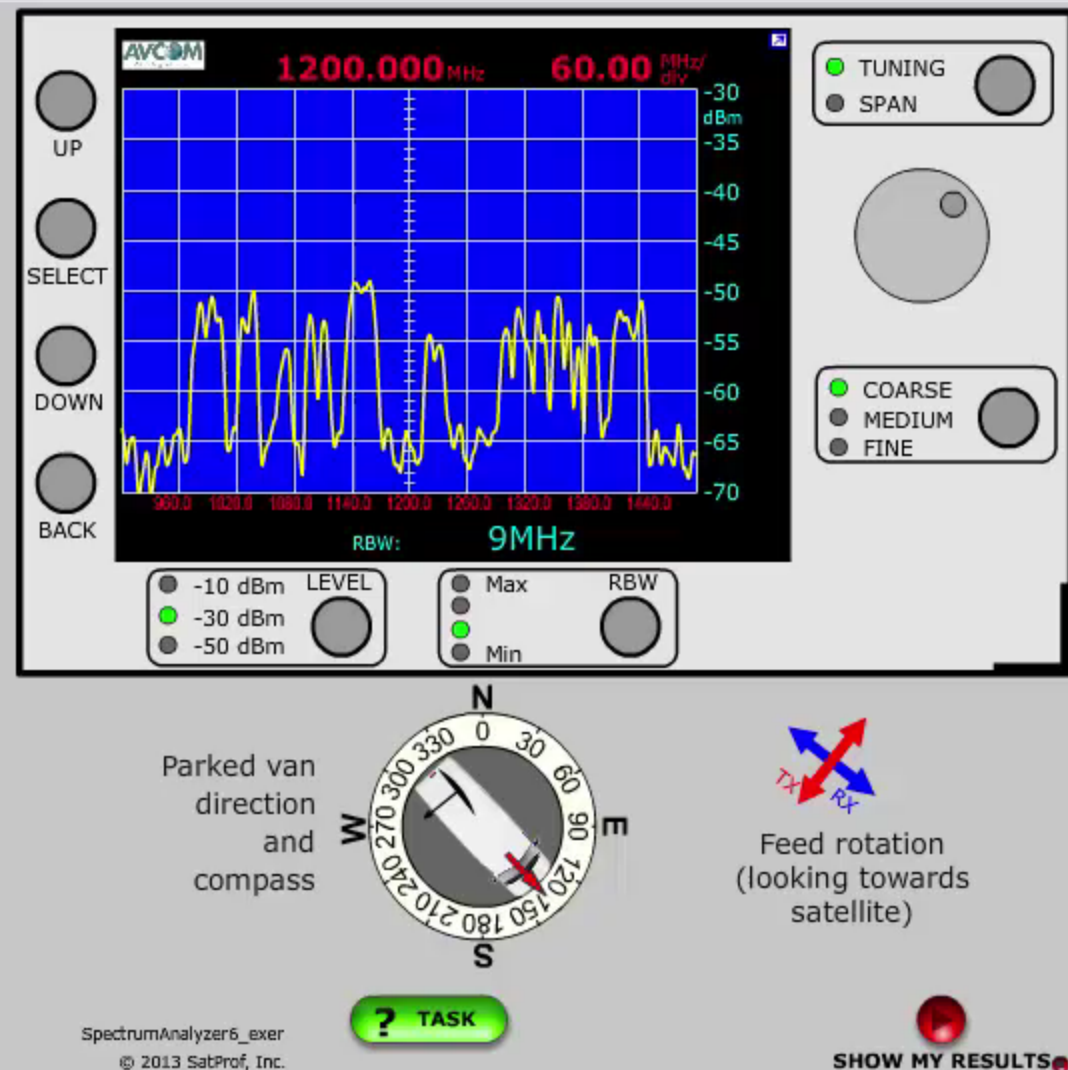 AVCOM
1200.000 MHz
60.00 MHz/
div
-30
dBm
-35
-40
-45
-50
-55
-60
-65
-70
960.0 1020.0 1080.0 1140.0 1200.0 1260.0 1320.0 1380.0 1440.0
RBW: 9MHz
UP
SELECT
DOWN
BACK
TUNING
SPAN
COARSE
MEDIUM
FINE
-10 dBm LEVEL
-30 dBm
-50 dBm
Max RBW
Min
Parked van
direction
and
compass
N
E
S
W
0
30
60
90
120
150
180
210
240
270
300
330
TX
RX
Feed rotation
(looking towards
satellite)
? TASK
SpectrumAnalyzer6_exer
© 2013 SatProf, Inc.
SHOW MY RESULTS